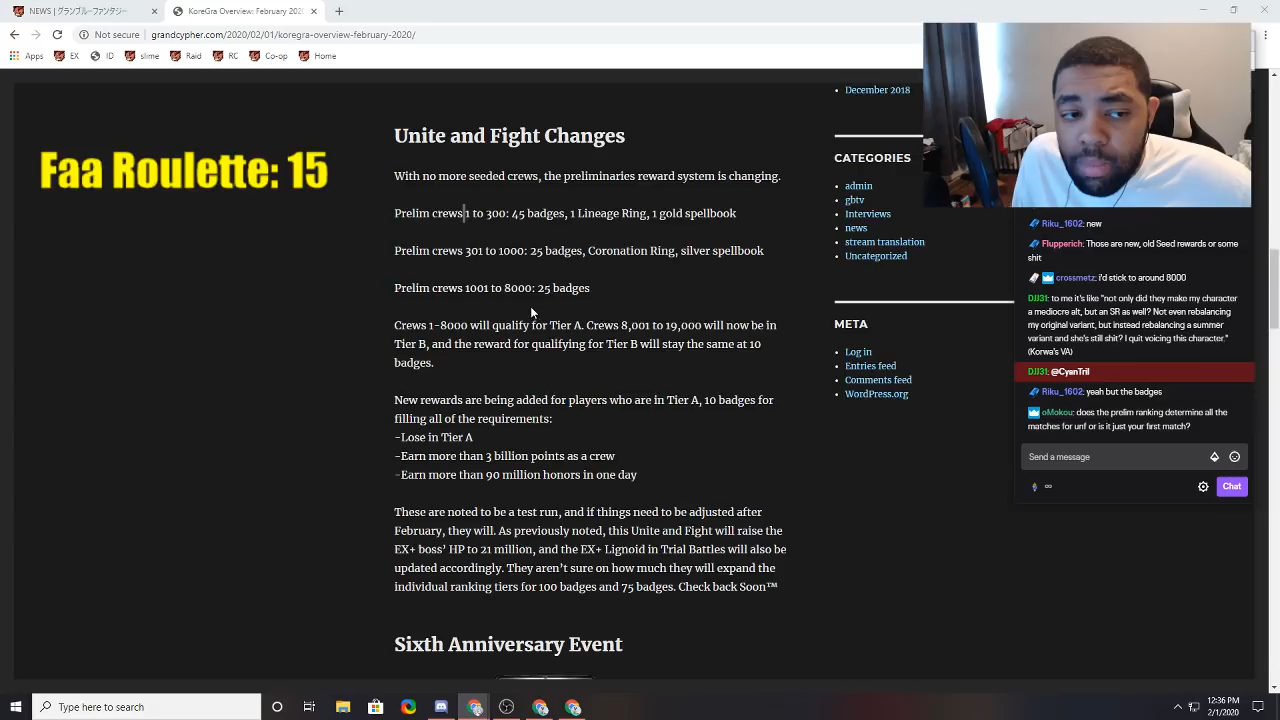 NEWS | グランブルーファンタジー
KoreGra Overview: February 2020
Not secure
grandcypher.com/2020/02/01/koregra-overview-february-2020/
Apps
EX
ID
slime
Raid
RC
Co-op
Home
Faa Roulette: 15
Unite and Fight Changes
With no more seeded crews, the preliminaries reward system is changing.
Prelim crews 1 to 300: 45 badges, 1 Lineage Ring, 1 gold spellbook
Prelim crews 301 to 1000: 25 badges, Coronation Ring, silver spellbook
Prelim crews 1001 to 8000: 25 badges
Crews 1-8000 will qualify for Tier A. Crews 8,001 to 19,000 will now be in
Tier B, and the reward for qualifying for Tier B will stay the same at 10
badges.
New rewards are being added for players who are in Tier A, 10 badges for
filling all of the requirements:
-Lose in Tier A
-Earn more than 3 billion points as a crew
-Earn more than 90 million honors in one day
These are noted to be a test run, and if things need to be adjusted after
February, they will. As previously noted, this Unite and Fight will raise the
EX+ boss’ HP to 21 million, and the EX+ Lignoid in Trial Battles will also be
updated accordingly. They aren’t sure on how much they will expand the
individual ranking tiers for 100 badges and 75 badges. Check back Soon™
Sixth Anniversary Event
December 2018
CATEGORIES
admin
gbtv
Interviews
news
stream translation
Uncategorized
META
Log in
Entries feed
Comments feed
WordPress.org
Riku_1602: new
Flupperich: Those are new, old Seed rewards or some
shit
crossmetz: i'd stick to around 8000
DJJ31: to me it's like "not only did they make my character
a mediocre alt, but an SR as well? Not even rebalancing
my original variant, but instead rebalancing a summer
variant and she's still shit? I quit voicing this character."
(Korwa's VA)
DJJ31: @CyanTril
Riku_1602: yeah but the badges
oMokou: does the prelim ranking determine all the
matches for unf or is it just your first match?
Send a message
∞
Chat
Type here to search
12:36 PM
2/1/2020